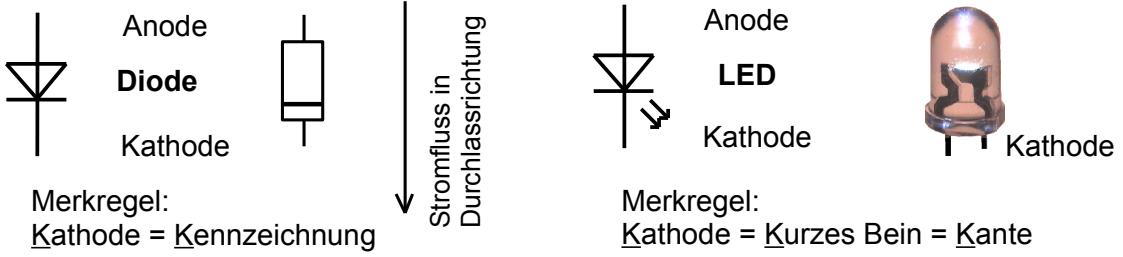 Anode
Diode
Kathode
Merkregel:
Kathode = Kennzeichnung
Stromfluss in
Durchlassrichtung
Anode
LED
Kathode
Kathode
Merkregel:
Kathode = Kurzes Bein = Kante